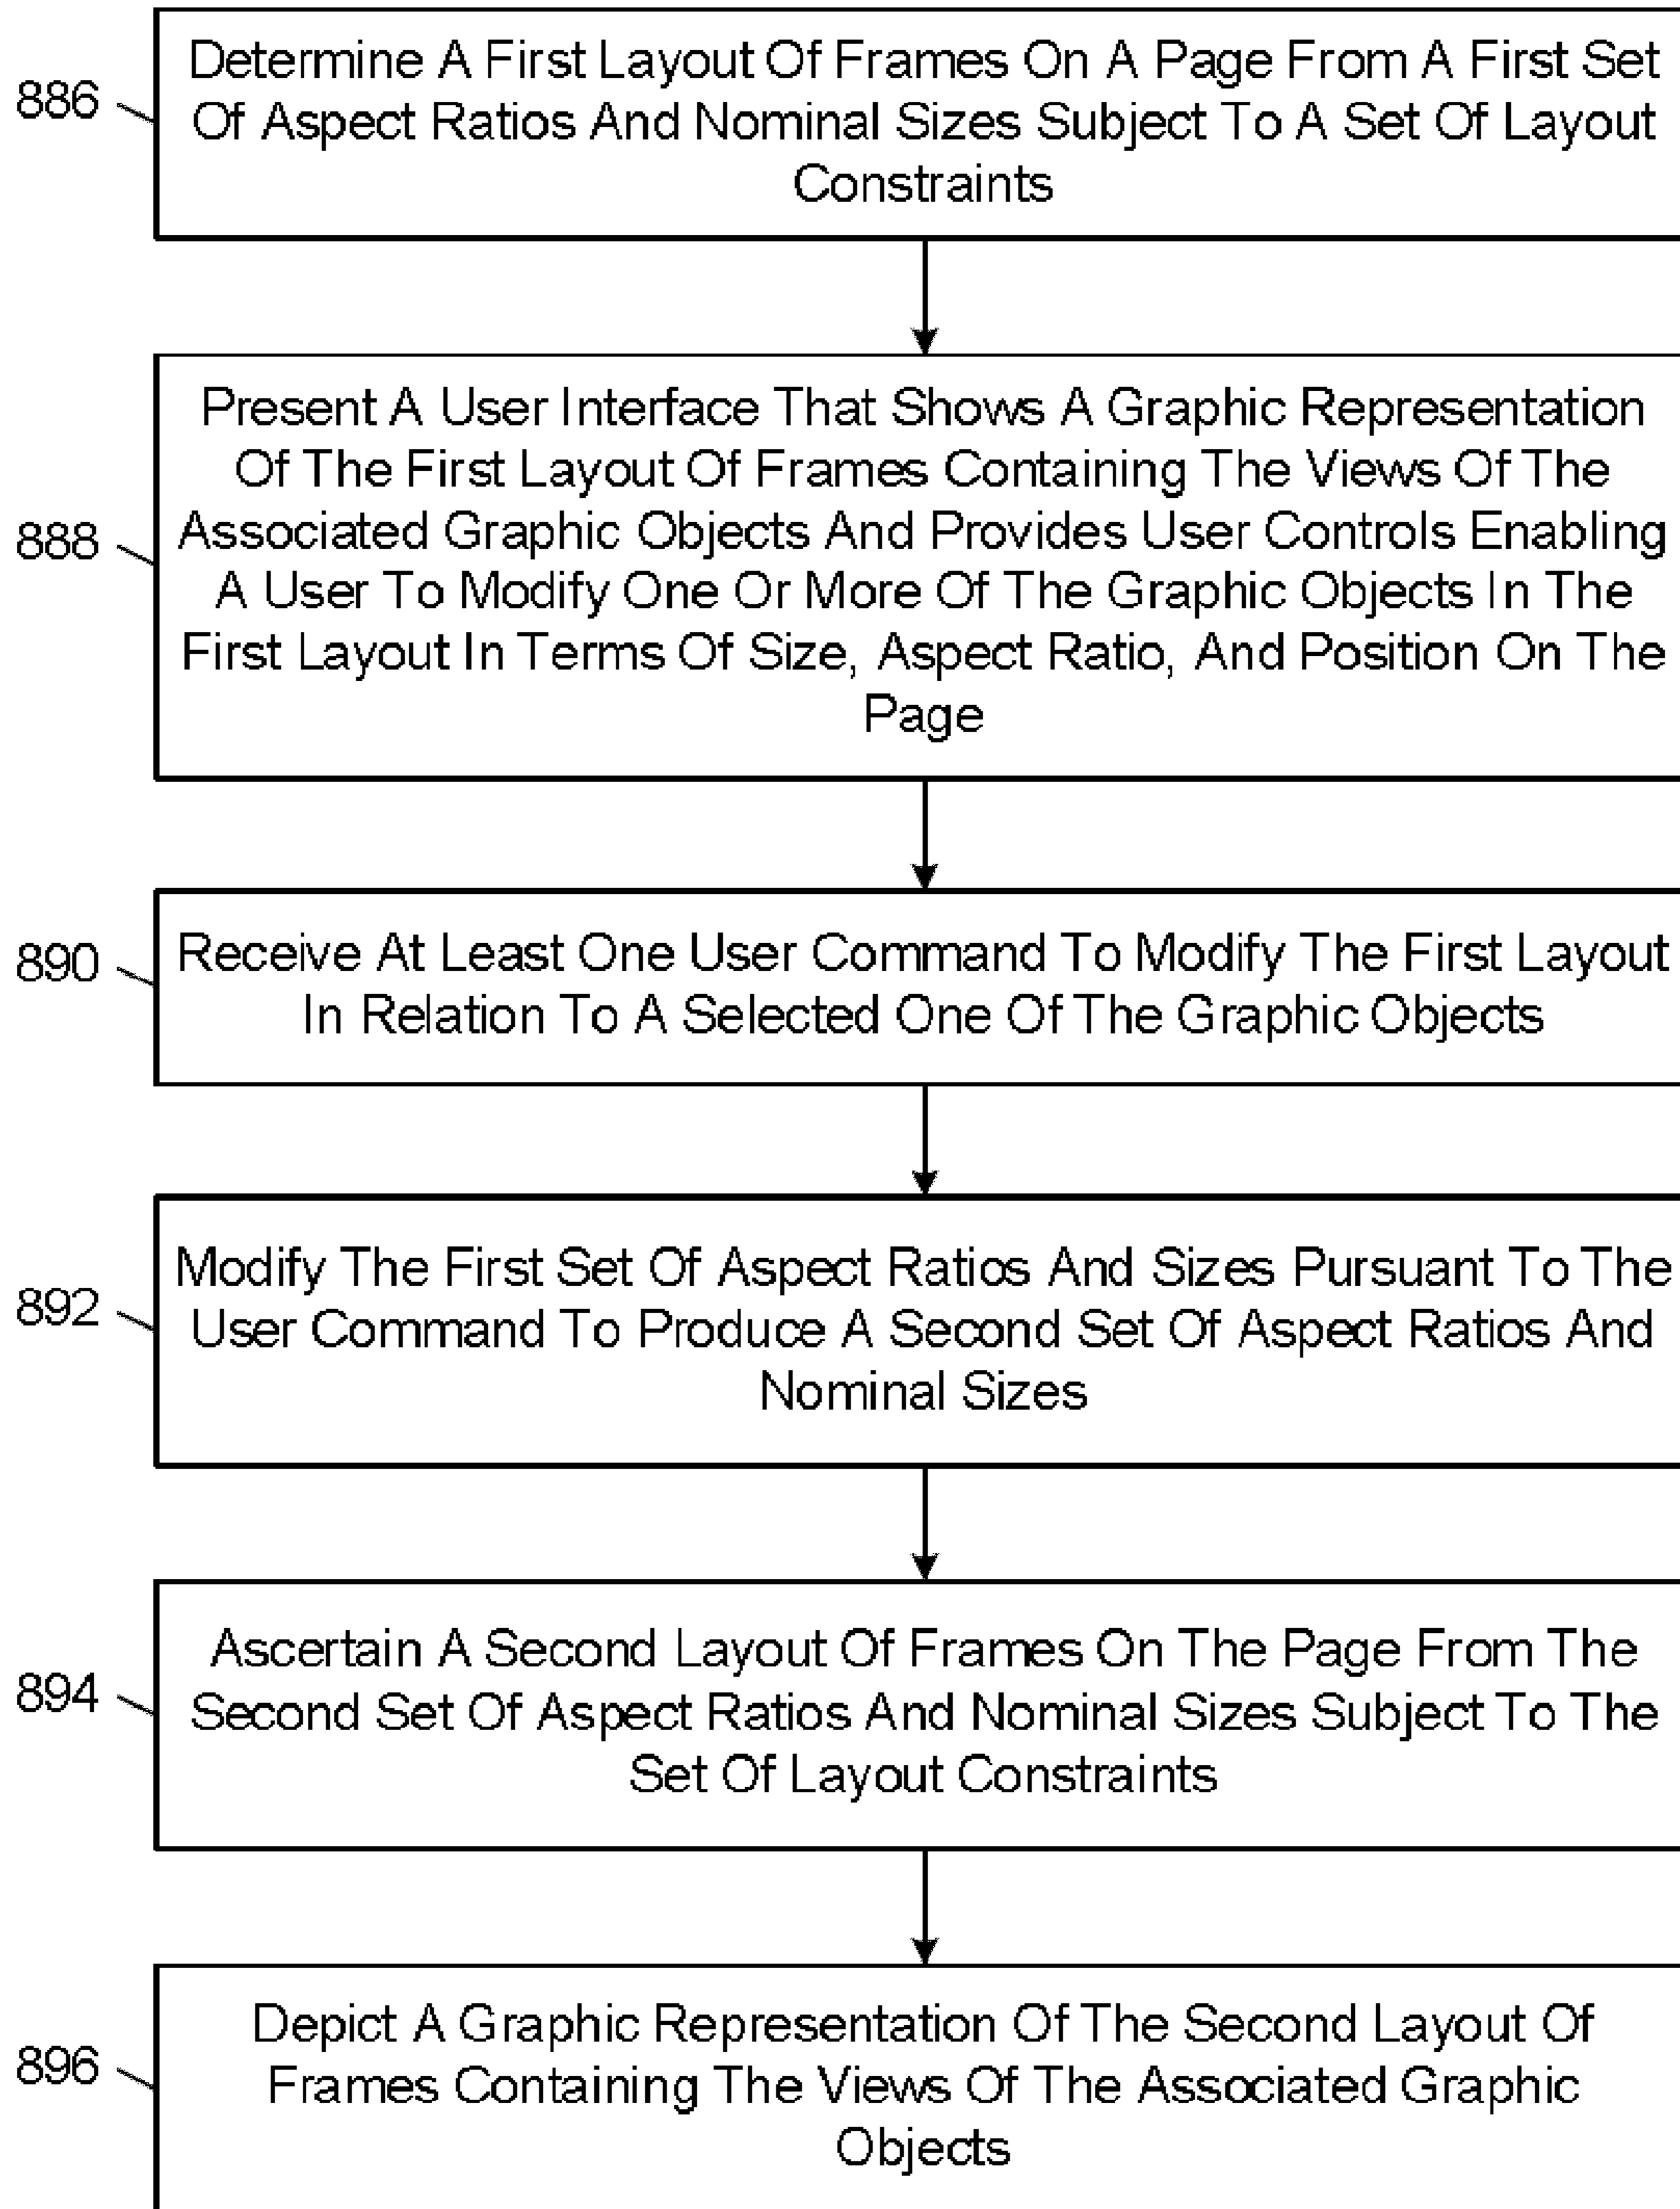 886
Determine A First Layout Of Frames On A Page From A First Set
Of Aspect Ratios And Nominal Sizes Subject To A Set Of Layout
Constraints
888
Present A User Interface That Shows A Graphic Representation
Of The First Layout Of Frames Containing The Views Of The
Associated Graphic Objects And Provides User Controls Enabling
A User To Modify One Or More Of The Graphic Objects In The
First Layout In Terms Of Size, Aspect Ratio, And Position On The
Page
890
Receive At Least One User Command To Modify The First Layout
In Relation To A Selected One Of The Graphic Objects
892
Modify The First Set Of Aspect Ratios And Sizes Pursuant To The
User Command To Produce A Second Set Of Aspect Ratios And
Nominal Sizes
894
Ascertain A Second Layout Of Frames On The Page From The
Second Set Of Aspect Ratios And Nominal Sizes Subject To The
Set Of Layout Constraints
896
Depict A Graphic Representation Of The Second Layout Of
Frames Containing The Views Of The Associated Graphic
Objects